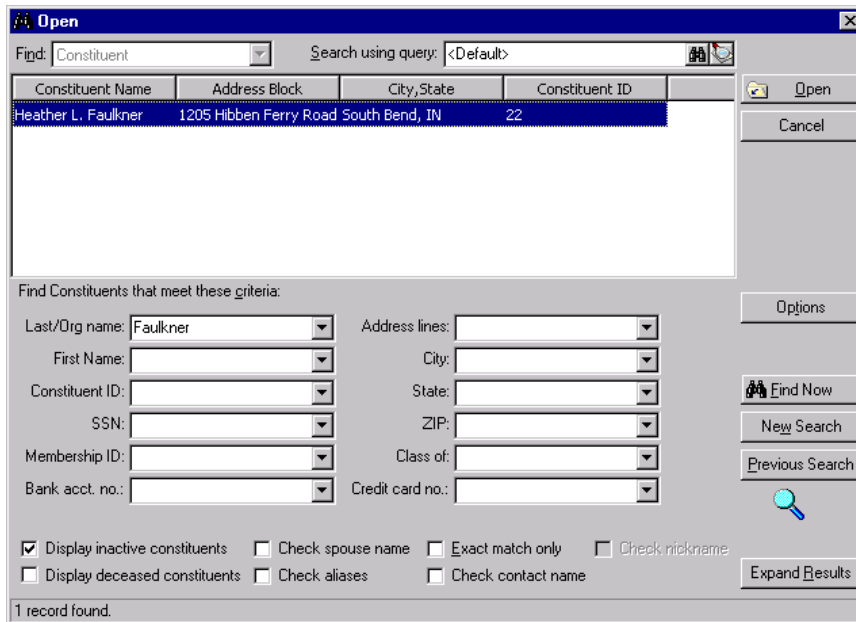 Open
Find: Constituent Search using query: <Default>
Constituent Name Address Block City,State Constituent ID
Heather L. Faulkner 1205 Hibben Ferry Road South Bend, IN 22
Open
Cancel
Find Constituents that meet these criteria:
Options
Last/Org name: Faulkner Address lines:
First Name: City:
Constituent ID: State:
Find Now
SSN: ZIP:
New Search
Membership ID: Class of:
Previous Search
Bank acct. no.: Credit card no.:
Display inactive constituents Check spouse name Exact match only Check nickname
Display deceased constituents Check aliases Check contact name
Expand Results
1 record found.